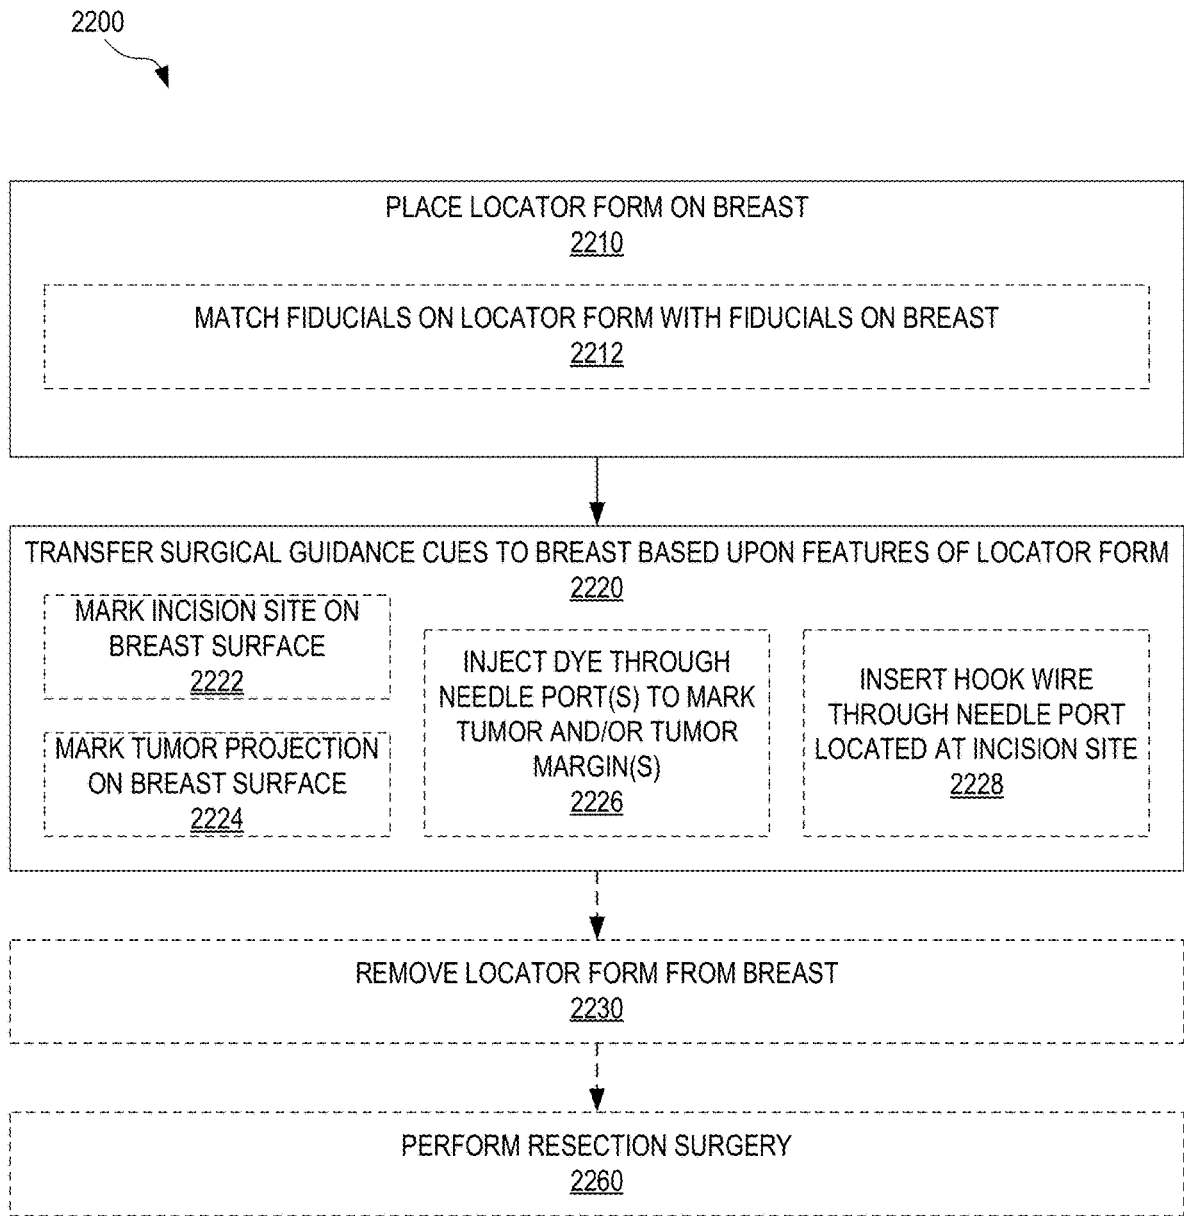 2200
PLACE LOCATOR FORM ON BREAST
2210
MATCH FIDUCIALS ON LOCATOR FORM WITH FIDUCIALS ON BREAST
2212
TRANSFER SURGICAL GUIDANCE CUES TO BREAST BASED UPON FEATURES OF LOCATOR FORM
2220
MARK INCISION SITE ON
BREAST SURFACE
2222
MARK TUMOR PROJECTION
ON BREAST SURFACE
2224
INJECT DYE THROUGH
NEEDLE PORT(S) TO MARK
TUMOR AND/OR TUMOR
MARGIN(S)
2226
INSERT HOOK WIRE
THROUGH NEEDLE PORT
LOCATED AT INCISION SITE
2228
REMOVE LOCATOR FORM FROM BREAST
2230
PERFORM RESECTION SURGERY
2260